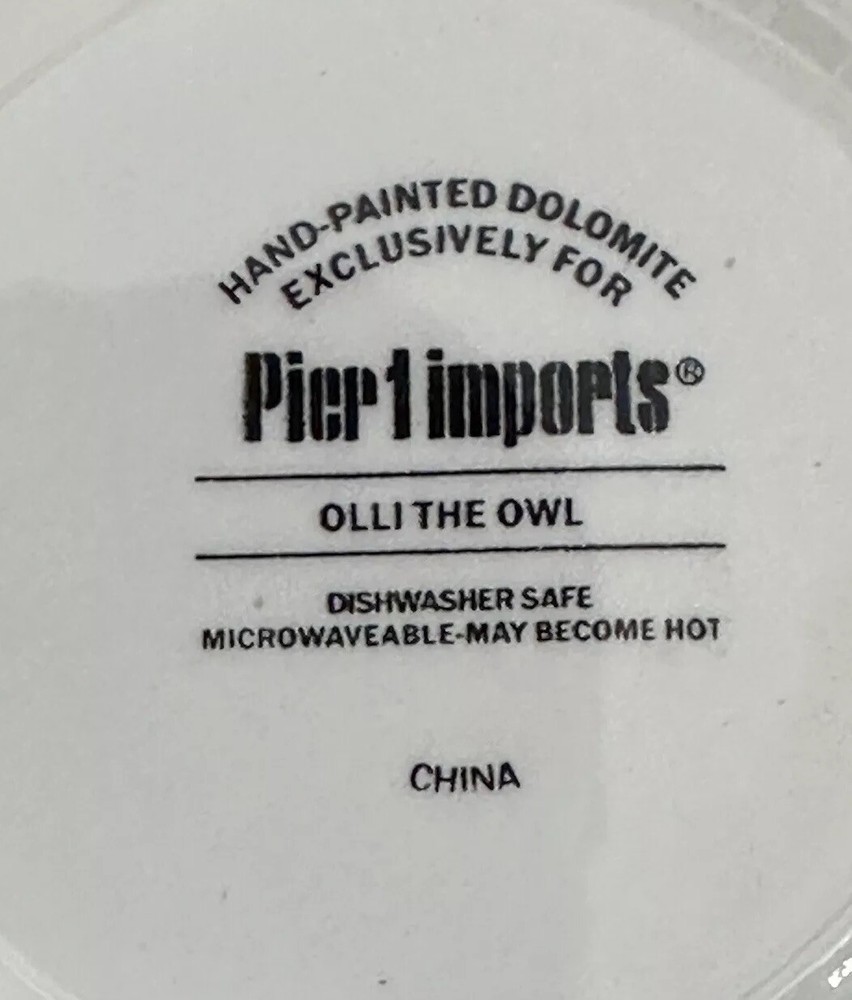 HAND-PAINTED DOLOMITE
EXCLUSIVELY FOR
Pier 1 imports®
OLLI THE OWL
DISHWASHER SAFE
MICROWAVEABLE-MAY BECOME HOT
CHINA